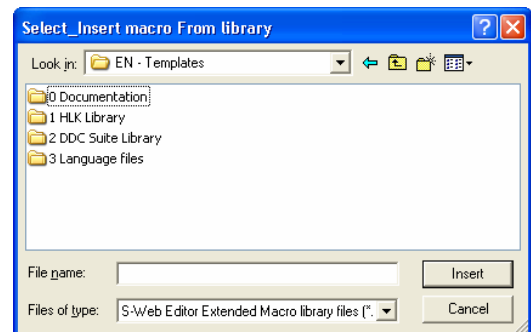 Select_Insert macro From library
Look in: EN - Templates
0 Documentation
1 HLK Library
2 DDC Suite Library
3 Language files
File name: Insert
Files of type: S-Web Editor Extended Macro library files (*. Cancel